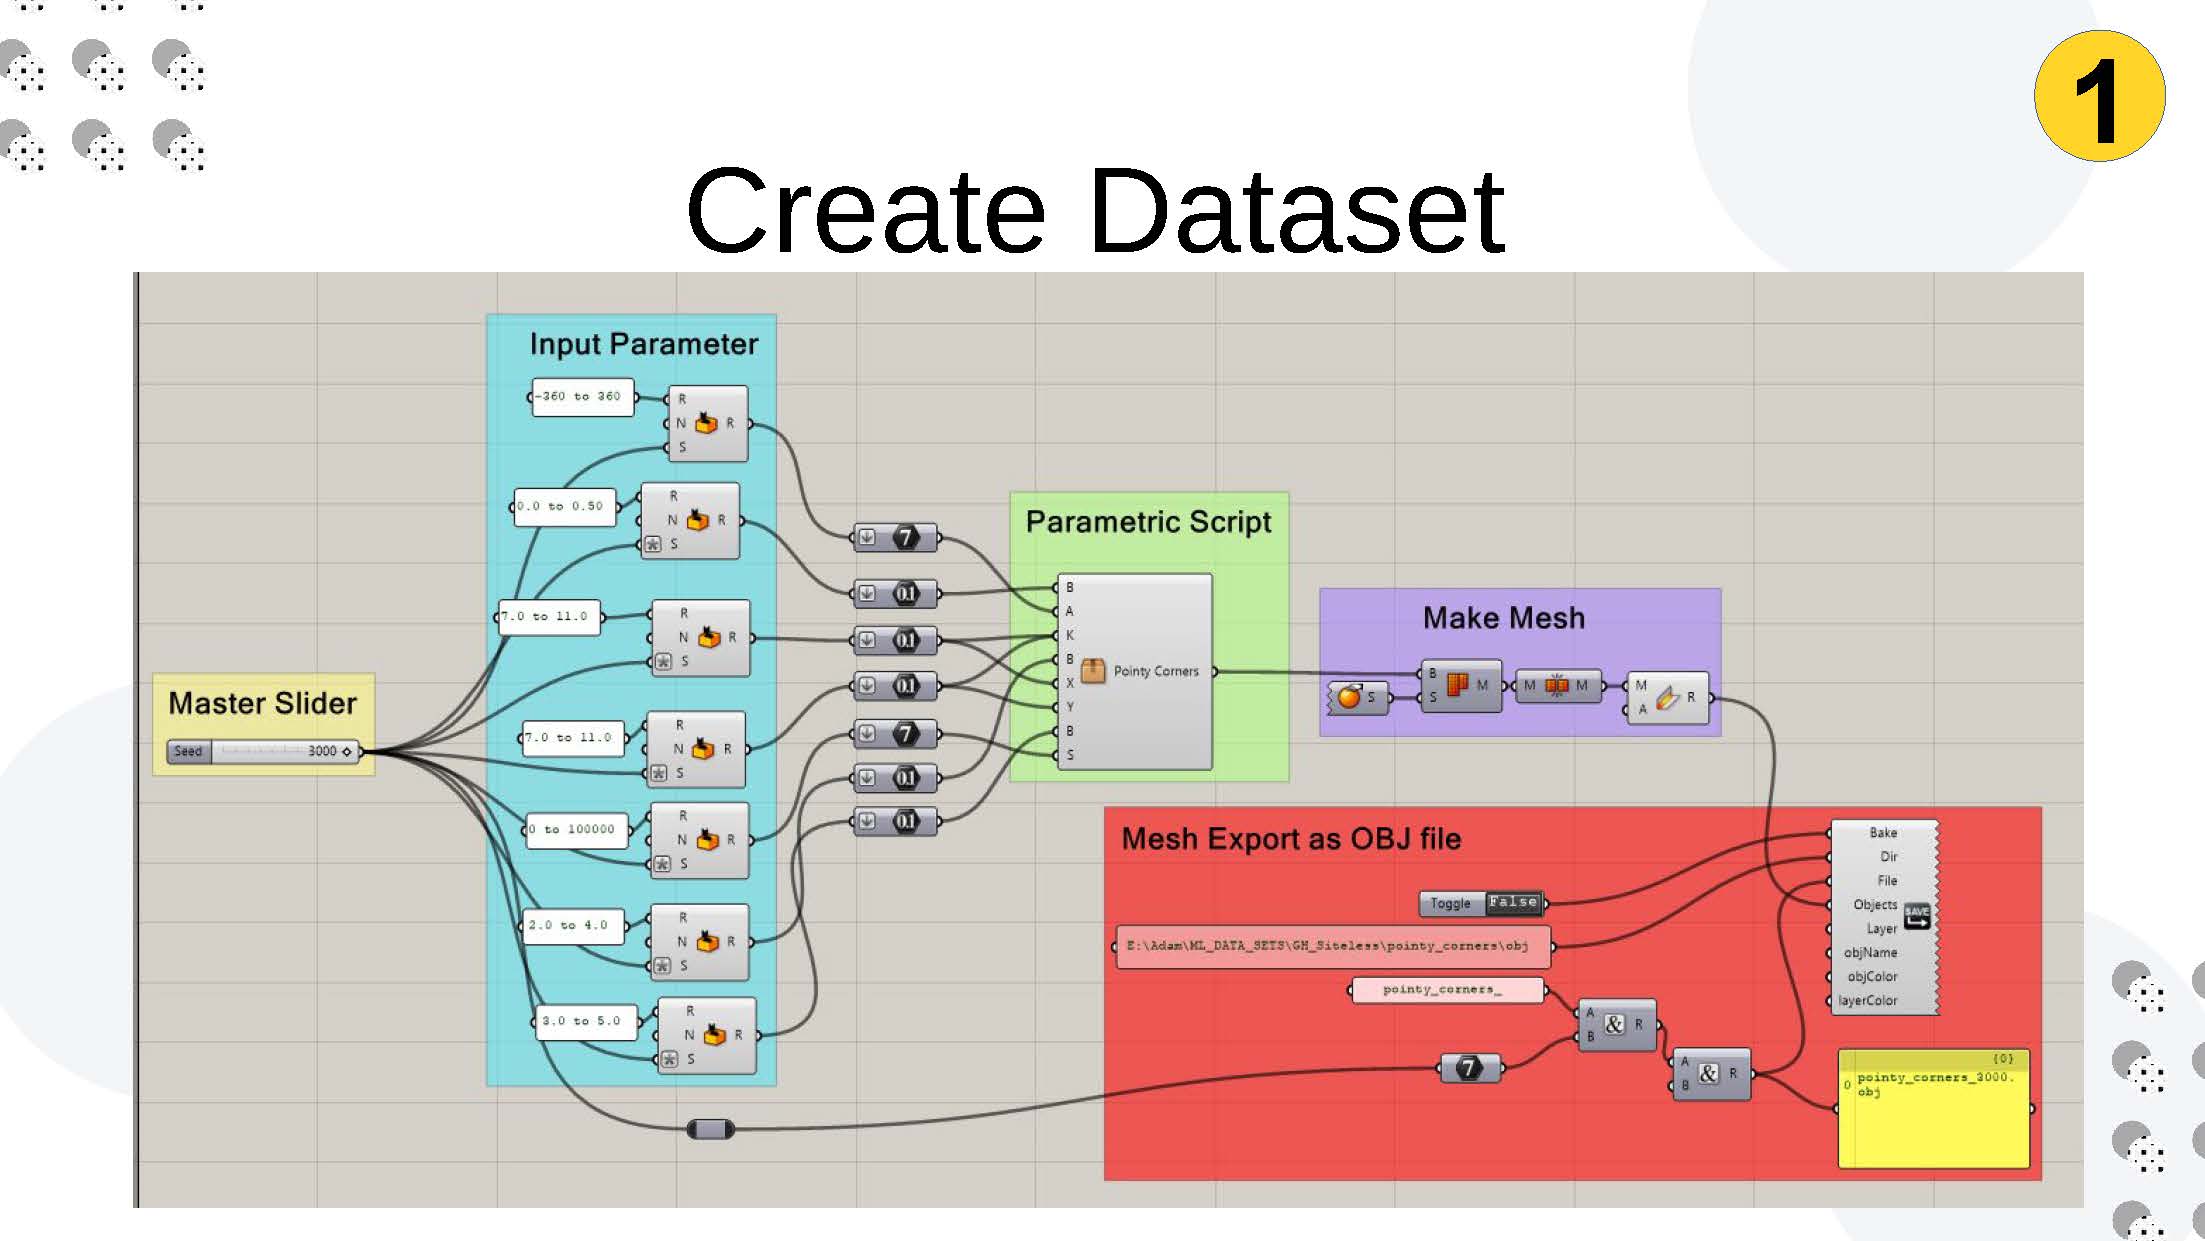 1
Create Dataset
Input Parameter
-360 to 360
R
N R
S
0.0 to 0.50
R
N R
S
7.0 to 11.0
R
N R
S
7.0 to 11.0
R
N R
S
0 to 100000
R
N R
S
2.0 to 4.0
R
N R
S
3.0 to 5.0
R
N R
S
Master Slider
Seed 3000
7
0.1
0.1
0.1
7
0.1
0.1
Parametric Script
B
A
K
B
X
Y
B
S
Pointy Corners
Make Mesh
S
B
S
M
M M
M
A
R
Mesh Export as OBJ file
Toggle False
E:\Adam\ML_DATA_SETS\GH_Siteless\pointy_corners\obj
pointy_corners_
7
A
B
R
&
A
B
R
&
Bake
Dir
File
Objects
Layer
objName
objColor
layerColor
SAVE
{0}
0 pointy_corners_3000.
obj